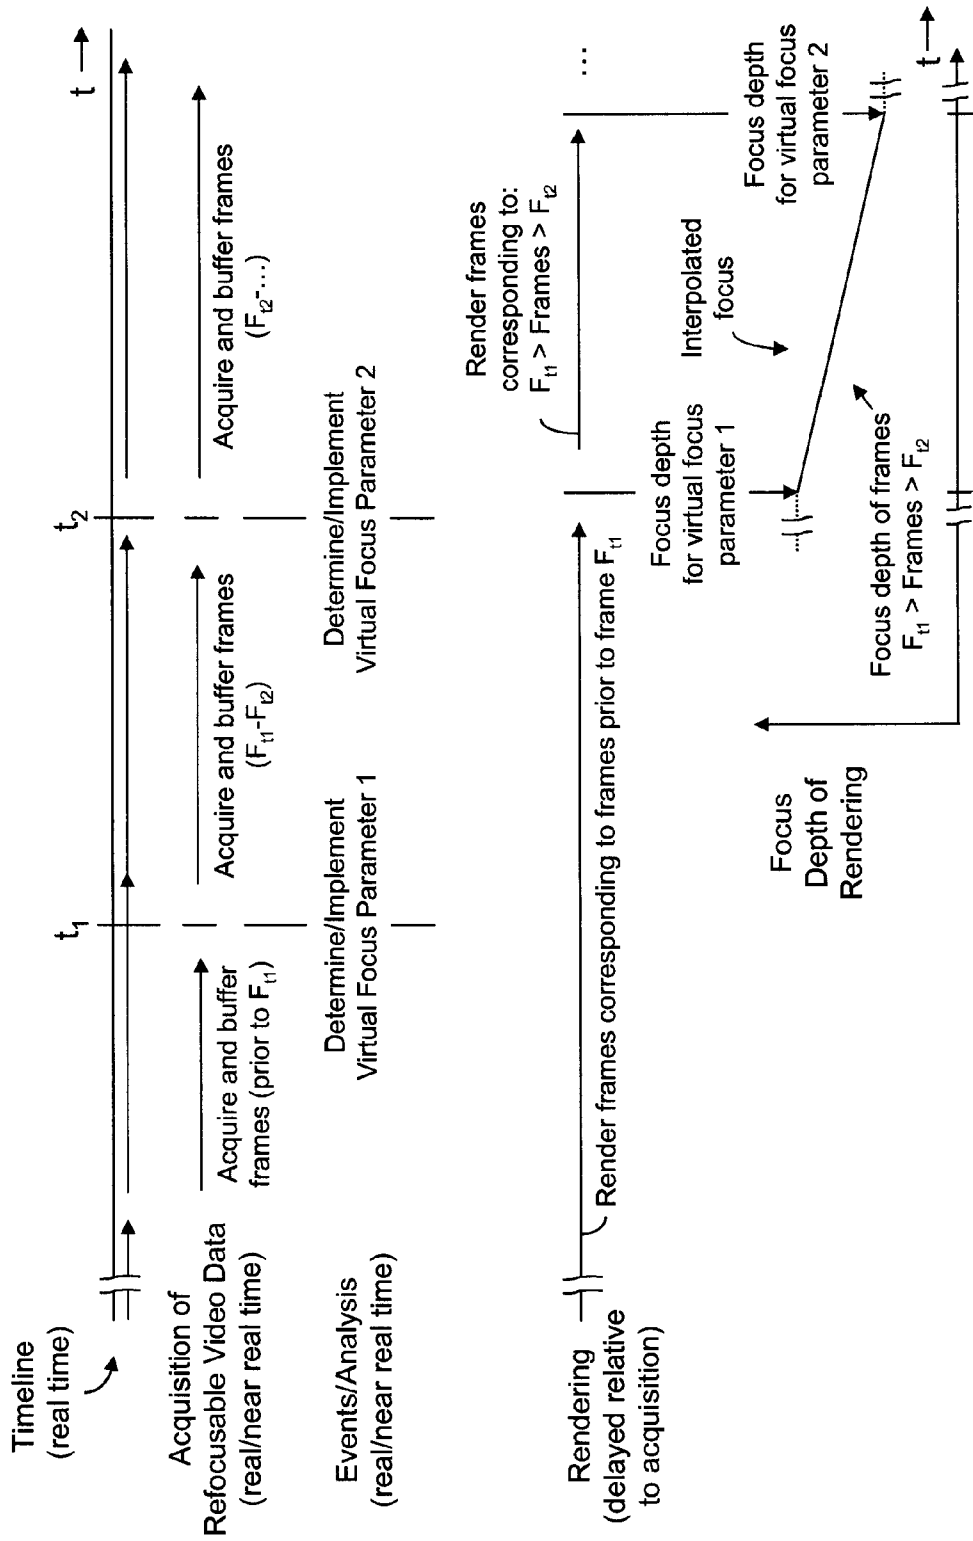 Timeline
(real time)
t
t1
t2
Acquisition of
Refocusable Video Data
(real/near real time)
Acquire and buffer
frames (prior to Ft1)
Acquire and buffer frames
(Ft1-Ft2)
Acquire and buffer frames
(Ft2-...)
Events/Analysis
(real/near real time)
Determine/Implement
Virtual Focus Parameter 1
Determine/Implement
Virtual Focus Parameter 2
Rendering
(delayed relative
to acquisition)
Render frames corresponding to frames prior to frame Ft1
Render frames
corresponding to:
Ft1 > Frames > Ft2
...
Focus depth
for virtual focus
parameter 1
Interpolated
focus
Focus depth
for virtual focus
parameter 2
Focus
Depth of
Rendering
Focus depth of frames
Ft1 > Frames > Ft2
t